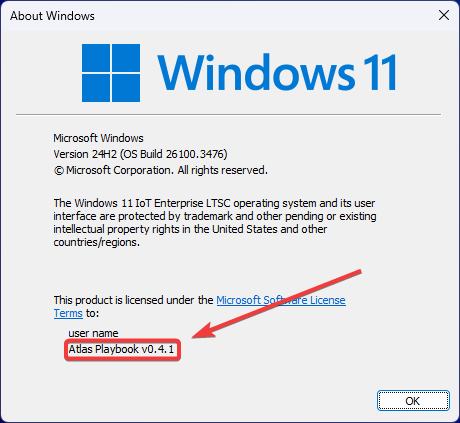 About Windows
Windows 11
Microsoft Windows
Version 24H2 (OS Build 26100.3476)
© Microsoft Corporation. All rights reserved.
The Windows 11 IoT Enterprise LTSC operating system and its user
interface are protected by trademark and other pending or existing
intellectual property rights in the United States and other
countries/regions.
This product is licensed under the Microsoft Software License
Terms to:
user name
Atlas Playbook v0.4.1
OK